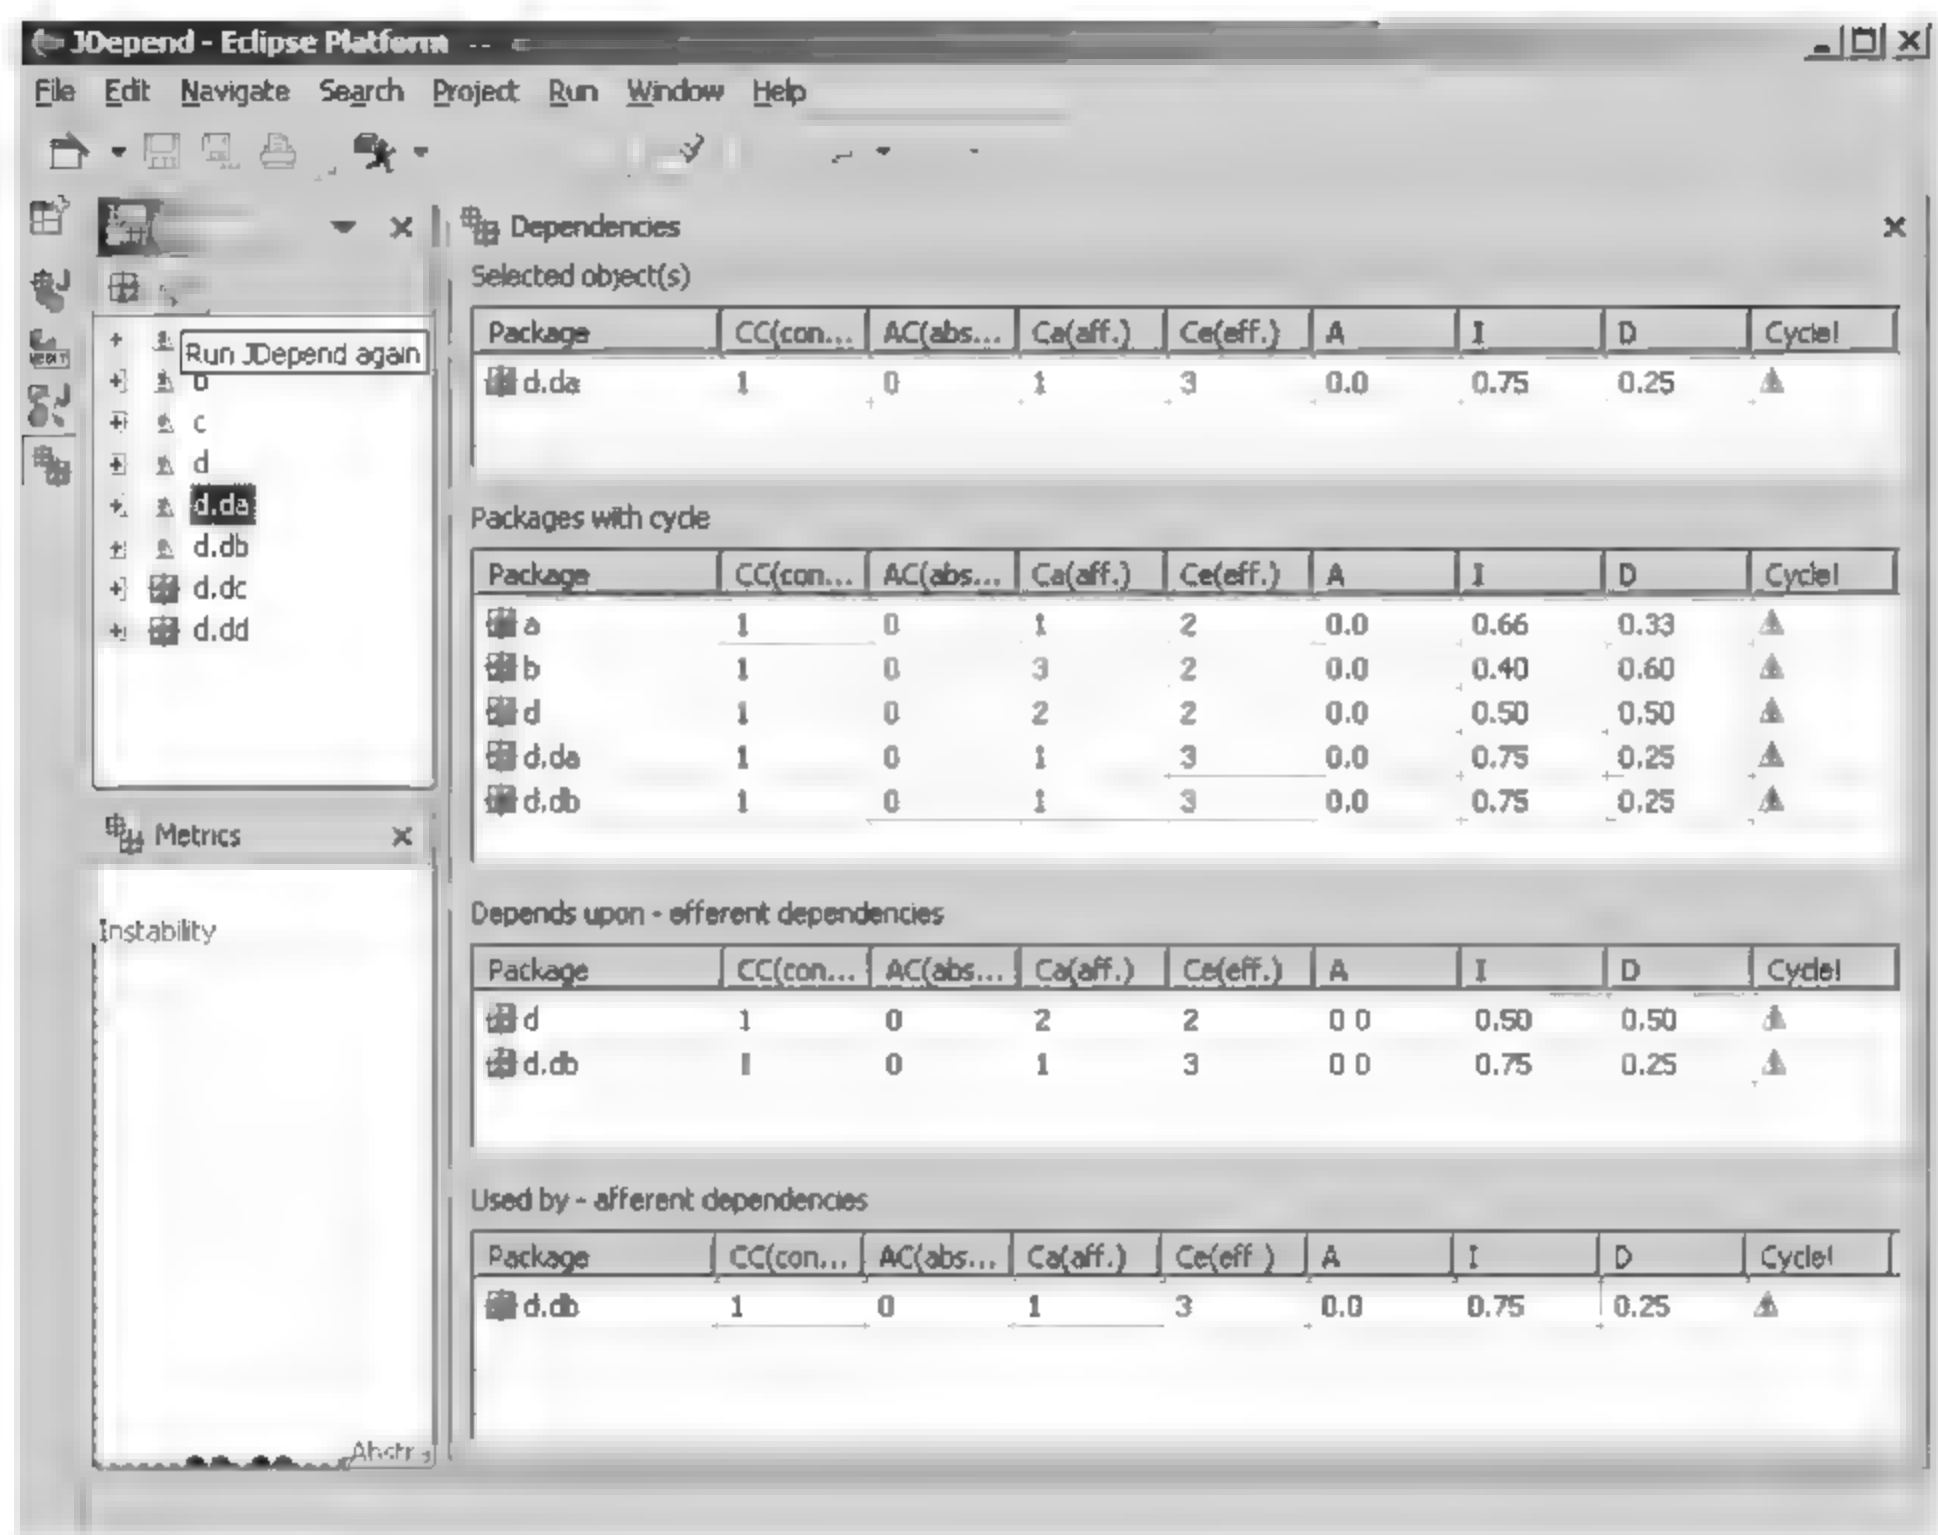 JDepend - Eclipse Platform
File Edit Navigate Search Project Run Window Help
Run JDepend again
b
c
d
d.da
d.db
d.dc
d.dd
Metrics
Instability
Dependencies
Selected object(s)
Package CC(con... AC(abs... Ca(aff.) Ce(eff.) A I D Cycle!
d.da 1 0 1 3 0.0 0.75 0.25
Packages with cycle
Package CC(con... AC(abs... Ca(aff.) Ce(eff.) A I D Cycle!
a 1 0 1 2 0.0 0.66 0.33
b 1 0 3 2 0.0 0.40 0.60
d 1 0 2 2 0.0 0.50 0.50
d.da 1 0 1 3 0.0 0.75 0.25
d.db 1 0 1 3 0.0 0.75 0.25
Depends upon - efferent dependencies
Package CC(con... AC(abs... Ca(aff.) Ce(eff.) A I D Cycle!
d 1 0 2 2 0.0 0.50 0.50
d.db 1 0 1 3 0.0 0.75 0.25
Used by - afferent dependencies
Package CC(con... AC(abs... Ca(aff.) Ce(eff.) A I D Cycle!
d.db 1 0 1 3 0.0 0.75 0.25